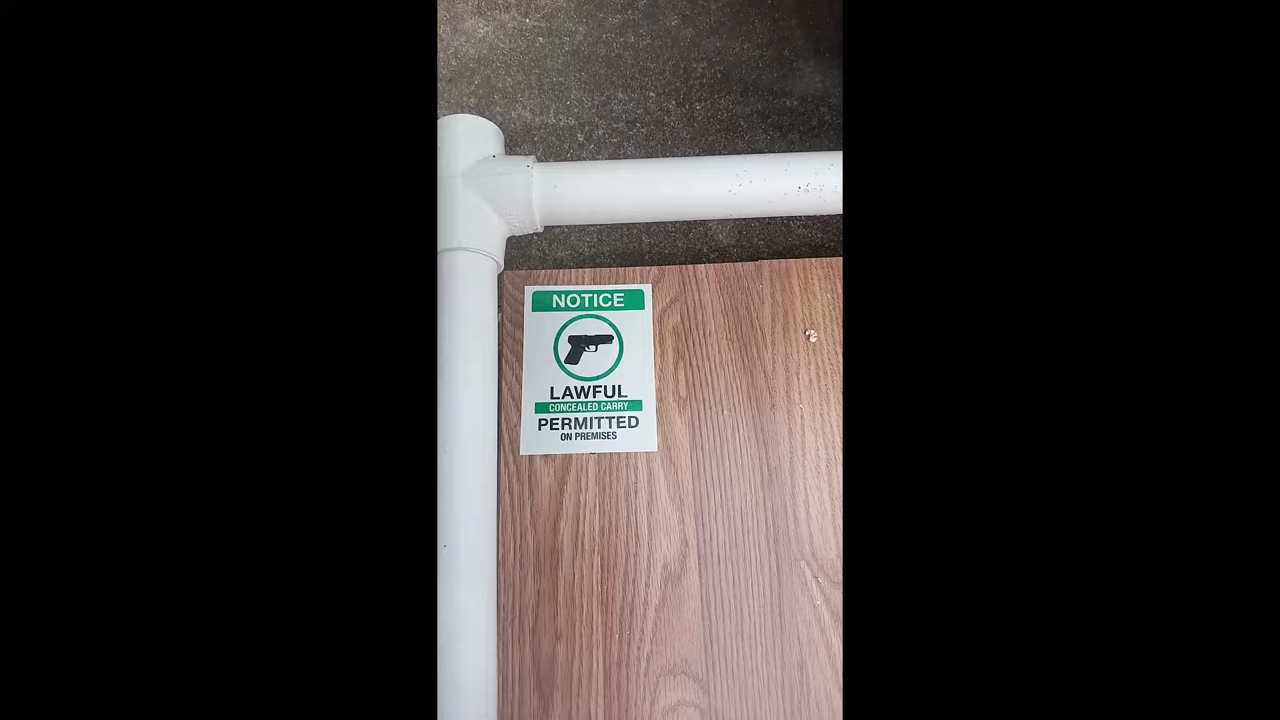 NOTICE
LAWFUL
CONCEALED CARRY
PERMITTED
ON PREMISES